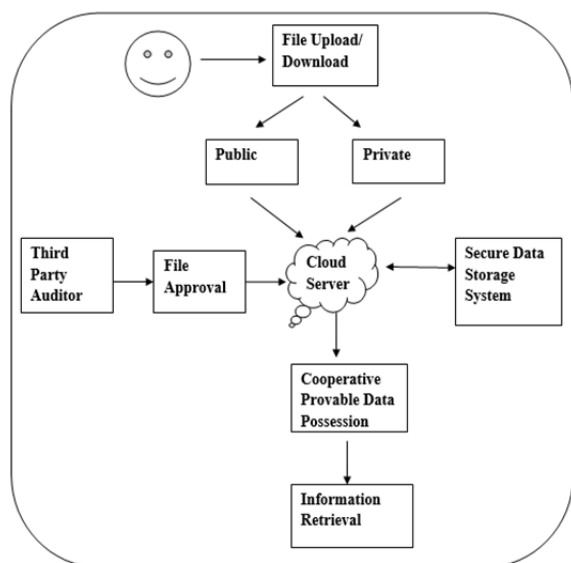 File Upload/
Download
Public
Private
Third
Party
Auditor
File
Approval
Cloud
Server
Secure Data
Storage
System
Cooperative
Provable Data
Possession
Information
Retrieval